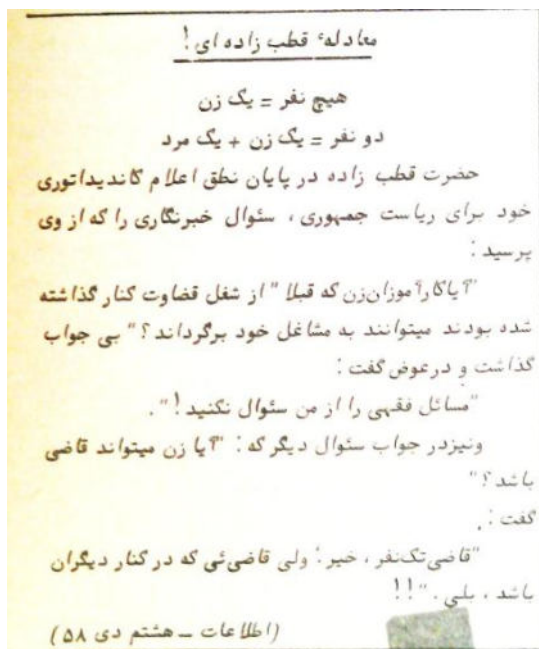 معادلهٔ قطب زاده ای !
هیچ نفر = یک زن
دو نفر = یک زن + یک مرد
حضرت قطب زاده در پایان نطق اعلام کاندیداتوری
خود برای ریاست جمهوری ، سئوال خبرنگاری را که از وی
پرسید :
"آیا کارآموزان زن که قبلا " از شغل قضاوت کنار گذاشته
شده بودند میتوانند به مشاغل خود برگرداند ؟ " بی جواب
گذاشت و در عوض گفت :
"مسائل فقهی را از من سئوال نکنید ! " .
ونیزدر جواب سئوال دیگر که : "آیا زن میتواند قاضی
باشد ؟ "
گفت : .
"قاضی تک‌نفر ، خیر : ولی قاضی‌ئی که در کنار دیگران
باشد ، بلی . " !!
(اطلاعات ــ هشتم دی ۵۸)